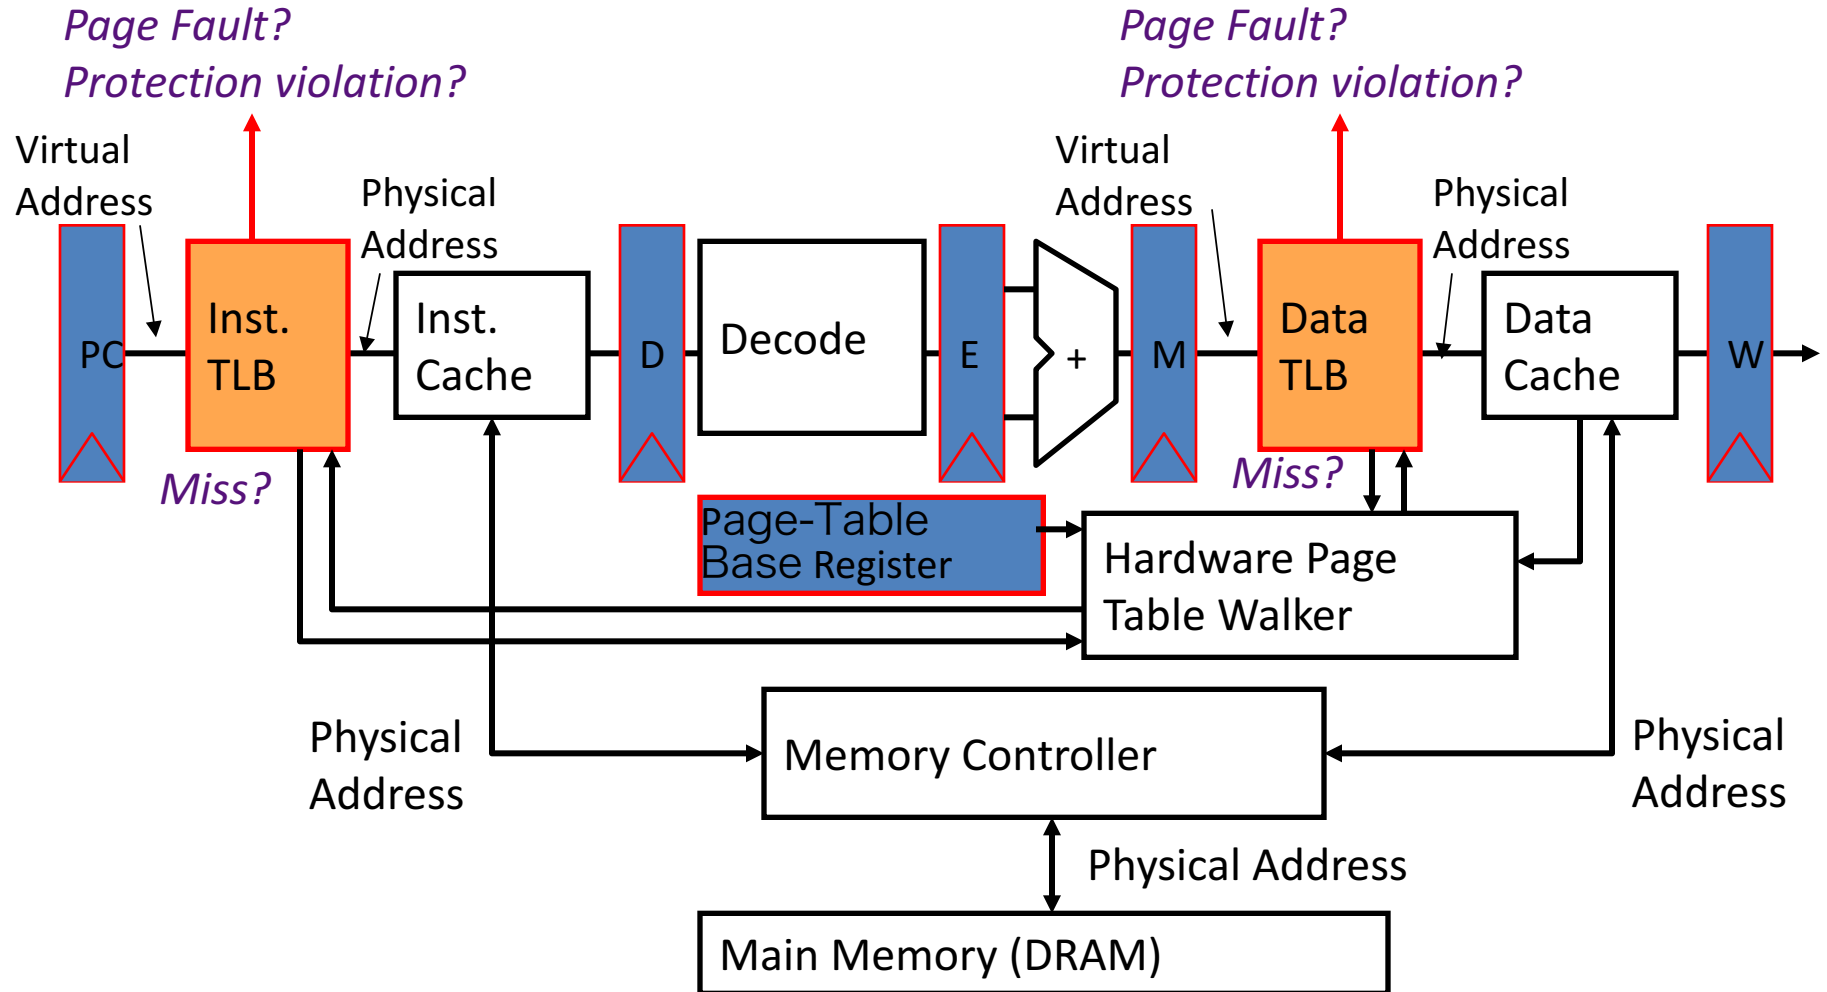 Page Fault?
Protection violation?
Page Fault?
Protection violation?
Virtual
Address
Physical
Address
Virtual
Address
Physical
Address
PC
Inst.
TLB
Inst.
Cache
D
Decode
E
+
M
Data
TLB
Data
Cache
W
Miss?
Miss?
Page-Table
Base Register
Hardware Page
Table Walker
Physical
Address
Memory Controller
Physical
Address
Physical Address
Main Memory (DRAM)